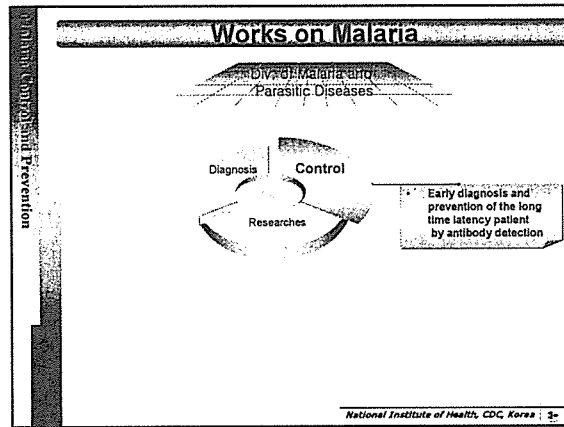 Works on Malaria
Malaria Control and Prevention
Div. of Malaria and
Parasitic Diseases
Diagnosis
Control
Researches
Early diagnosis and
prevention of the long
time latency patient
by antibody detection
National Institute of Health, CDC, Korea